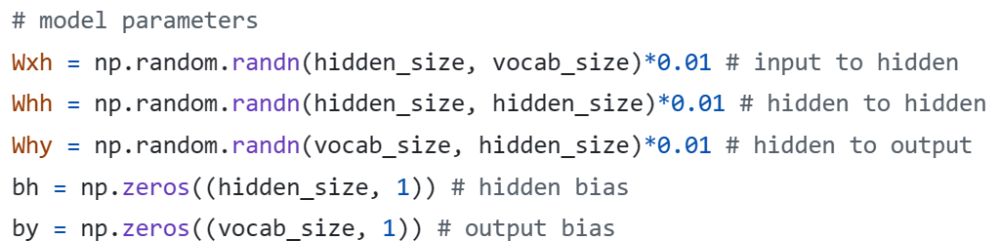 # model parameters
Wxh = np.random.randn(hidden_size, vocab_size)*0.01 # input to hidden
Whh = np.random.randn(hidden_size, hidden_size)*0.01 # hidden to hidden
Why = np.random.randn(vocab_size, hidden_size)*0.01 # hidden to output
bh = np.zeros((hidden_size, 1)) # hidden bias
by = np.zeros((vocab_size, 1)) # output bias